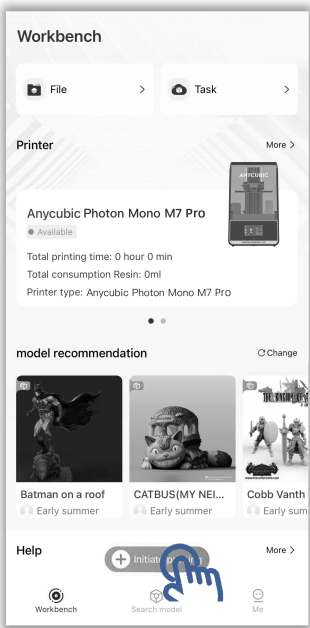 Workbench
File > Task >
Printer More >
ANYCUBIC
Anycubic Photon Mono M7 Pro
Available
Total printing time: 0 hour 0 min
Total consumption Resin: 0ml
Printer type: Anycubic Photon Mono M7 Pro
model recommendation Change
Batman on a roof CATBUS(MY NEI... Cobb Vanth
Early summer Early summer Early sum
Help More >
Initiate
Workbench Search model Me